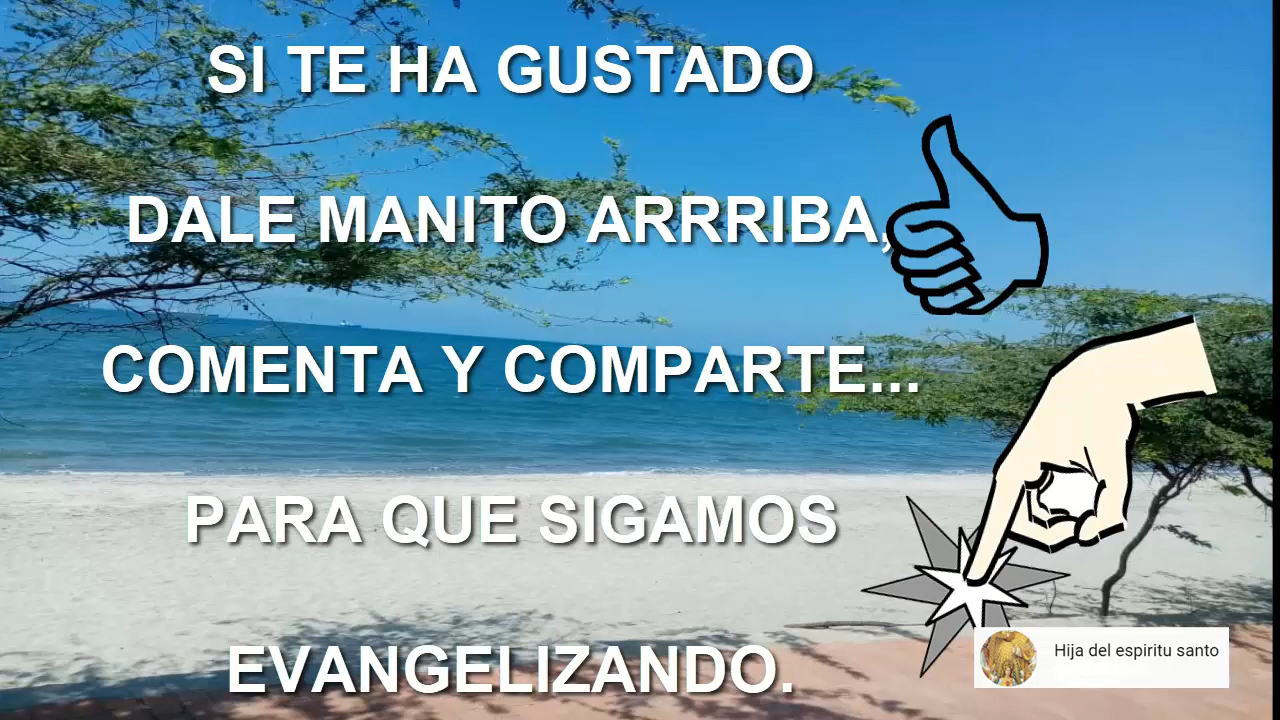 SI TE HA GUSTADO
DALE MANITO ARRRIBA,
COMENTA Y COMPARTE...
PARA QUE SIGAMOS
EVANGELIZANDO.
Hija del espiritu santo